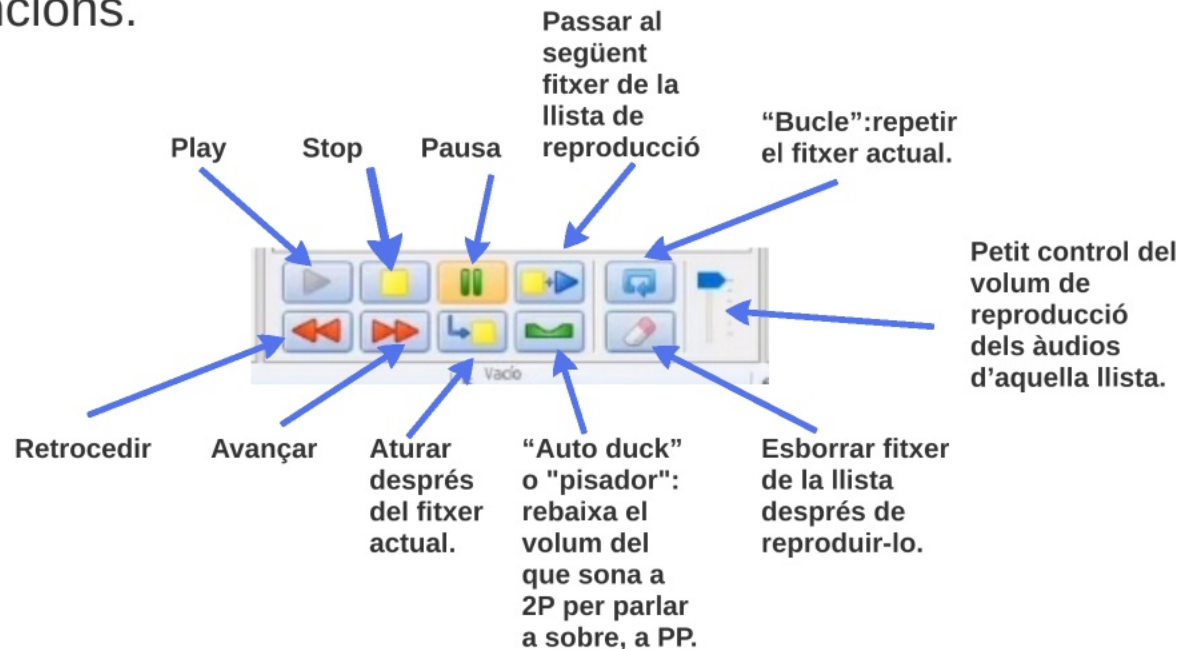 ncions.
Passar al
següent
fitxer de la
llista de
reproducció
Play
Stop
Pausa
“Bucle”:repetir
el fitxer actual.
Petit control del
volum de
reproducció
dels àudios
d’aquella llista.
Vacío
Retrocedir
Avançar
Aturar
després
del fitxer
actual.
“Auto duck”
o "pisador":
rebaixa el
volum del
que sona a
2P per parlar
a sobre, a PP.
Esborrar fitxer
de la llista
després de
reproduir-lo.